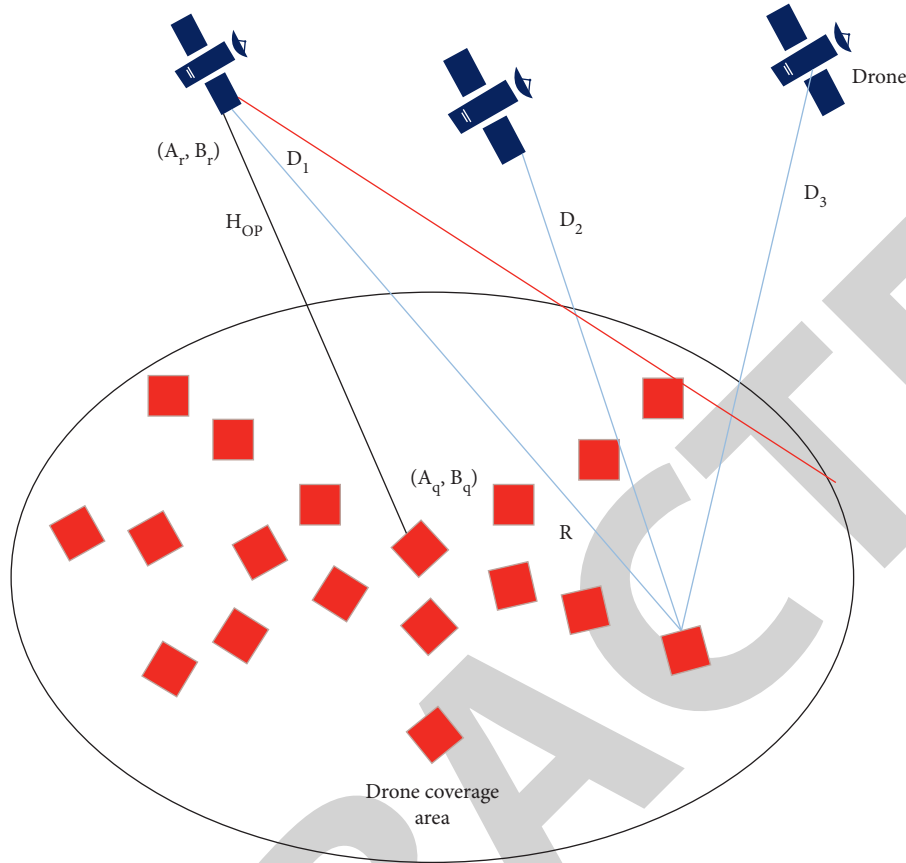 Drone
(A_r, B_r)
D_1
H_OP
D_2
D_3
(A_q, B_q)
R
Drone coverage
area